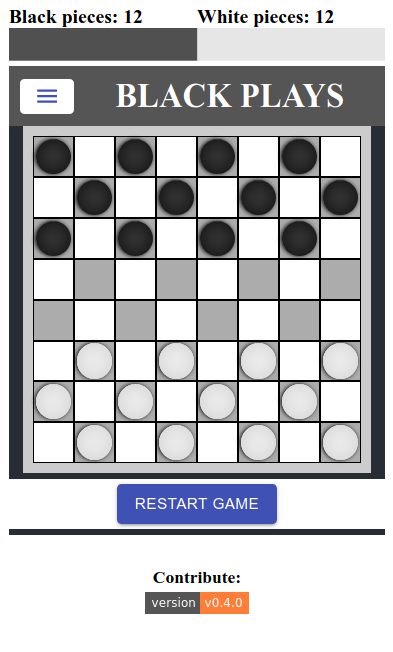 Black pieces: 12 White pieces: 12
BLACK PLAYS
RESTART GAME
Contribute:
version v0.4.0